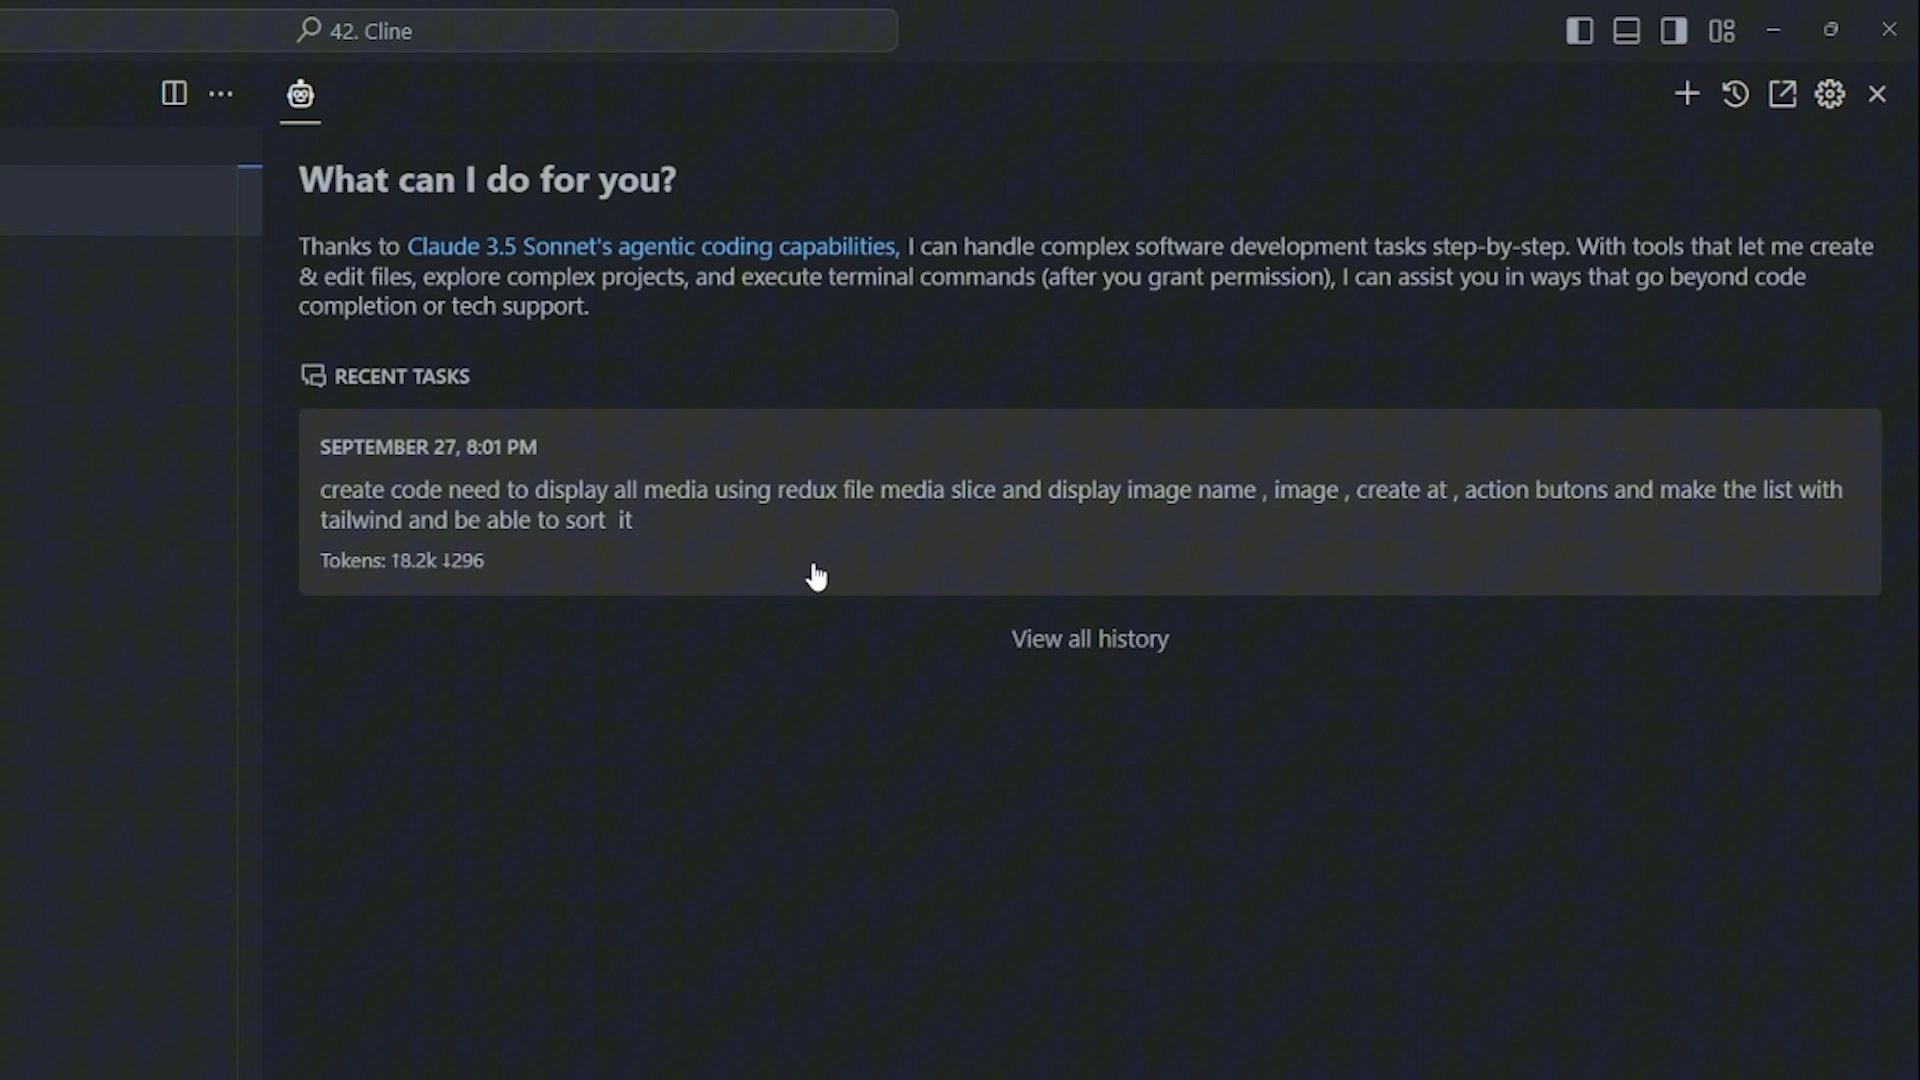 42. Cline
What can I do for you?
Thanks to Claude 3.5 Sonnet's agentic coding capabilities, I can handle complex software development tasks step-by-step. With tools that let me create
& edit files, explore complex projects, and execute terminal commands (after you grant permission), I can assist you in ways that go beyond code
completion or tech support.
RECENT TASKS
SEPTEMBER 27, 8:01 PM
create code need to display all media using redux file media slice and display image name , image , create at , action butons and make the list with
tailwind and be able to sort it
Tokens: ↑8.2k ↓296
View all history